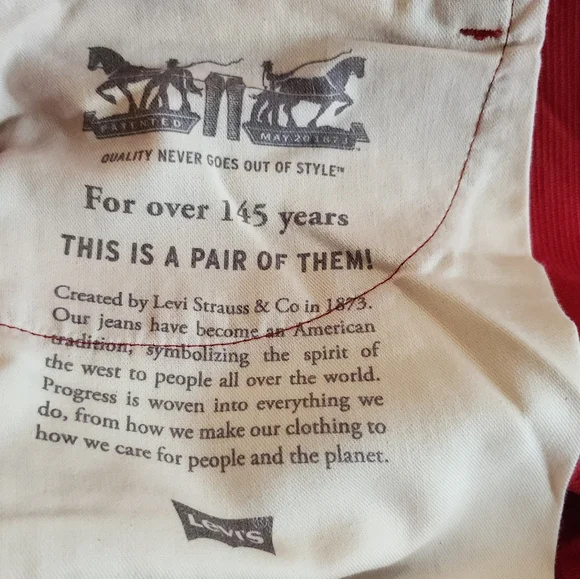 PATENTED
MAY 20 1873
QUALITY NEVER GOES OUT OF STYLE™
For over 145 years
THIS IS A PAIR OF THEM!
Created by Levi Strauss & Co in 1873.
Our jeans have become an American
tradition, symbolizing the spirit of
the west to people all over the world.
Progress is woven into everything we
do, from how we make our clothing to
how we care for people and the planet.
Levi's